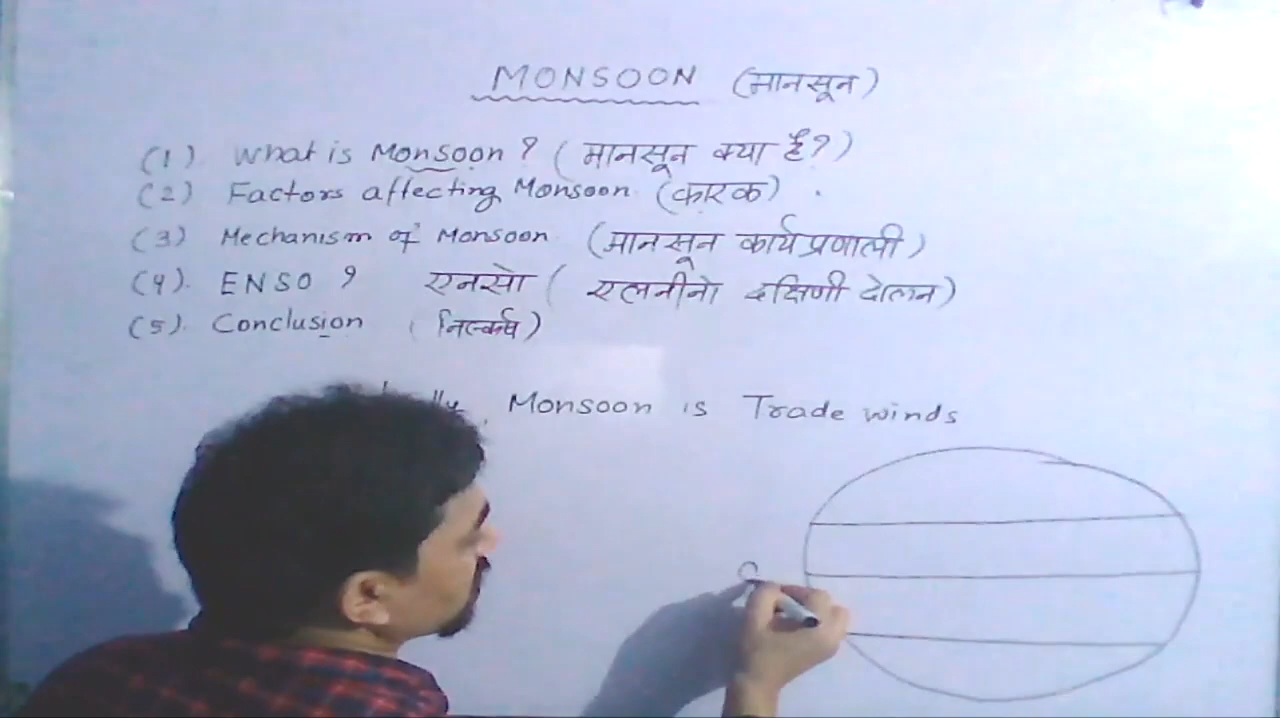 MONSOON (मानसून)
(1) What is Monsoon ? (मानसून क्या है?)
(2) Factors affecting Monsoon (कारक)
(3) Mechanism of Monsoon (मानसून कार्यप्रणाली)
(4). ENSO ? एनसो ( एलनीनो दक्षिणी दोलन)
(5). Conclusion (निष्कर्ष)
Monsoon is Trade winds